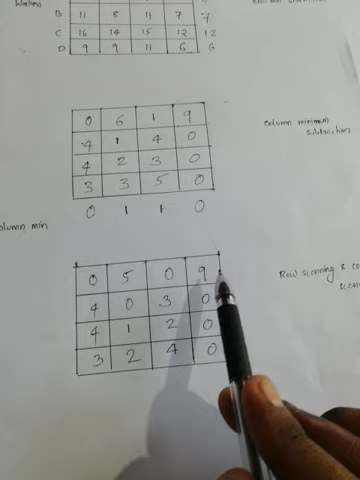 B 11 8 11 7 7
C 16 14 15 12 12
D 9 9 11 6 6
0 6 1 9
4 1 4 0
4 2 3 0
3 3 5 0
0 1 1 0
Column minimum
subtraction
olumn min
0 5 0 9
4 0 3 0
4 1 2 0
3 2 4 0
Row scanning &